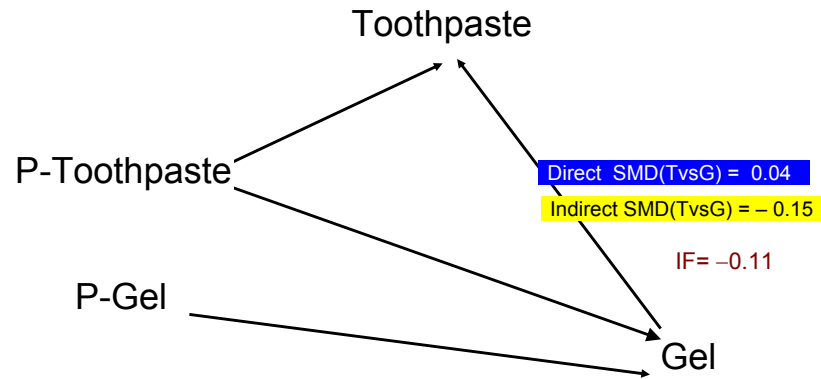 Toothpaste
P-Toothpaste
Direct SMD(TvsG) = 0.04
Indirect SMD(TvsG) = – 0.15
IF= –0.11
P-Gel
Gel